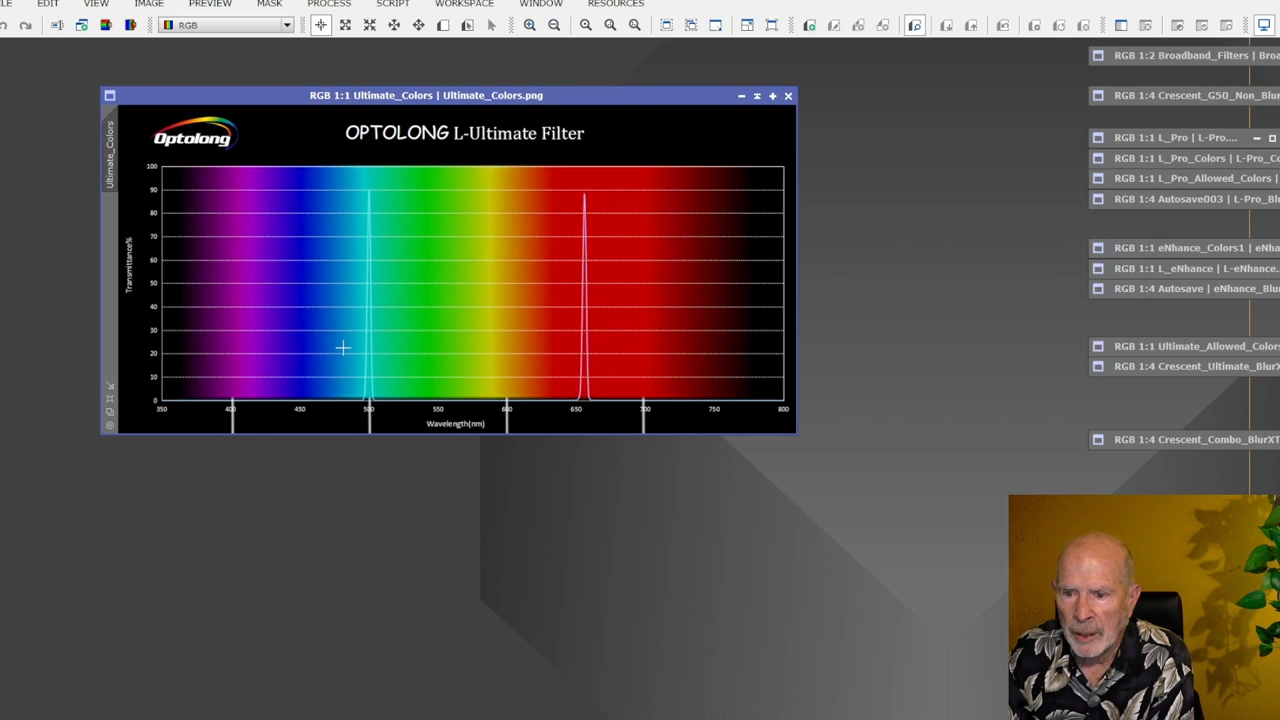 LE EDIT VIEW IMAGE PREVIEW MASK PROCESS SCRIPT WORKSPACE WINDOW RESOURCES
RGB
RGB 1:1 Ultimate_Colors | Ultimate_Colors.png
Ultimate_Colors
Optolong
OPTOLONG L-Ultimate Filter
Transmittance%
100
90
80
70
60
50
40
30
20
10
0
350 400 450 500 550 600 650 700 750 800
Wavelength(nm)
RGB 1:2 Broadband_Filters | Broa
RGB 1:4 Crescent_G50_Non_Blur
RGB 1:1 L_Pro | L-Pro....
RGB 1:1 L_Pro_Colors | L-Pro_Co
RGB 1:1 L_Pro_Allowed_Colors |
RGB 1:4 Autosave003 | L-Pro_Blu
RGB 1:1 eNhance_Colors1 | eNha
RGB 1:1 L_eNhance | L-eNhance..
RGB 1:4 Autosave | eNhance_Blur
RGB 1:1 Ultimate_Allowed_Colors
RGB 1:4 Crescent_Ultimate_BlurX
RGB 1:4 Crescent_Combo_BlurXT